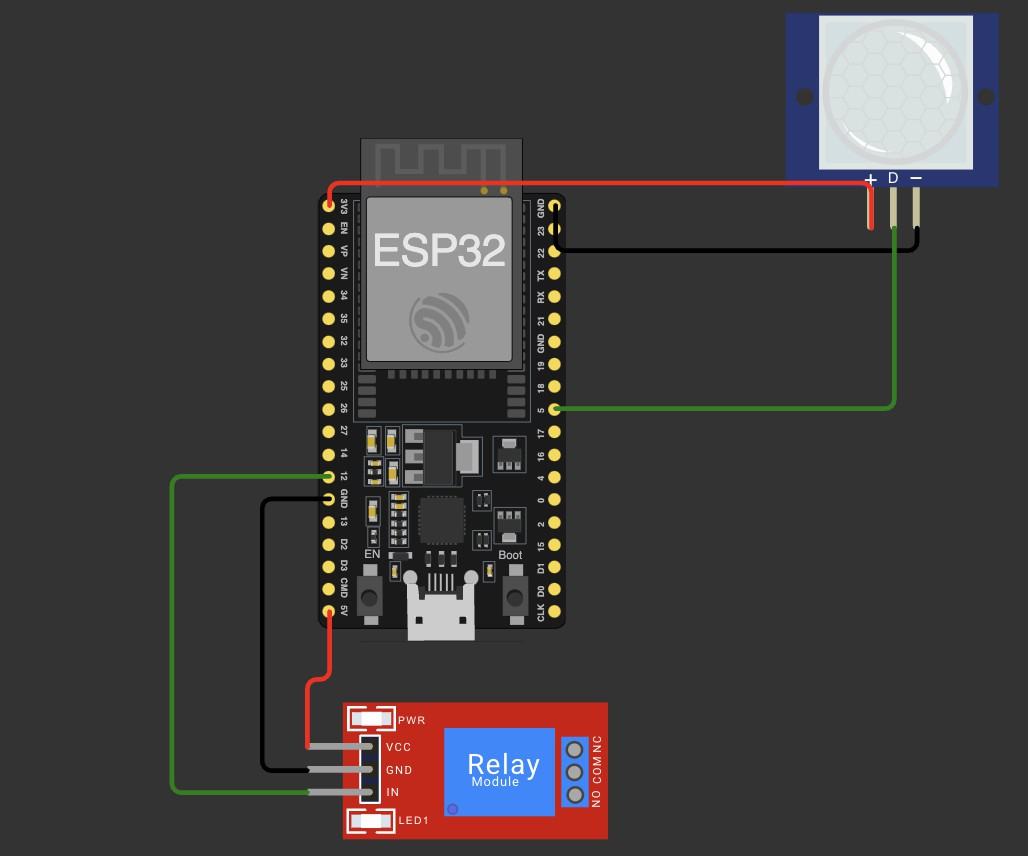 + D −
ESP32
3V3
EN
VP
VN
34
35
32
33
25
26
27
14
12
GND
13
D2
D3
CMD
5V
GND
23
22
TX
RX
21
GND
19
18
5
17
16
4
0
2
15
D1
D0
CLK
EN
Boot
PWR
VCC
GND
IN
LED1
Relay
Module
NO COM NC